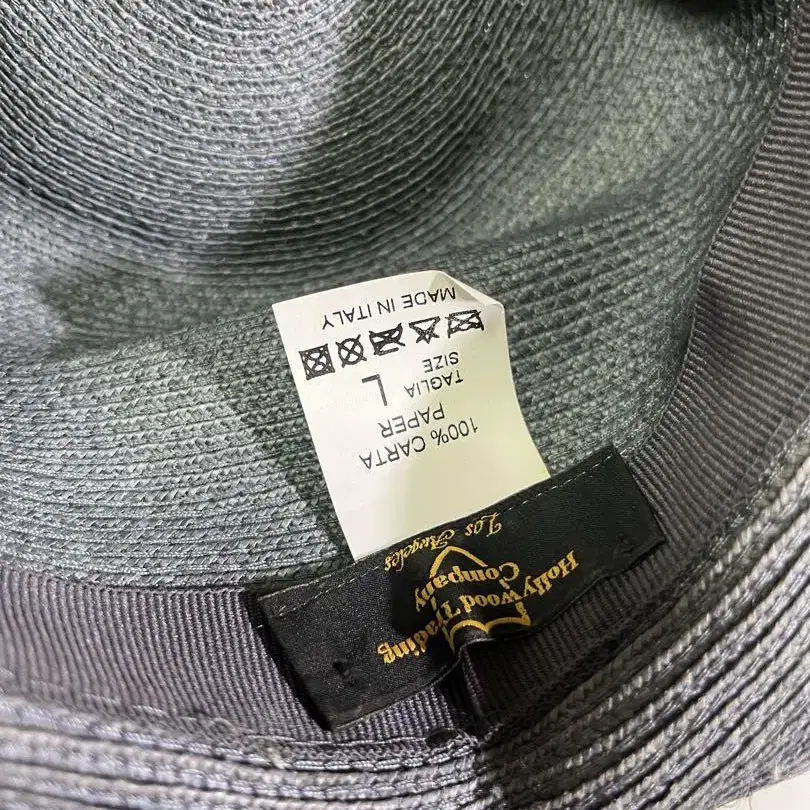 Hollywood Trading
Company
Los Angeles
100% CARTA
PAPER
TAGLIA L
SIZE
MADE IN ITALY